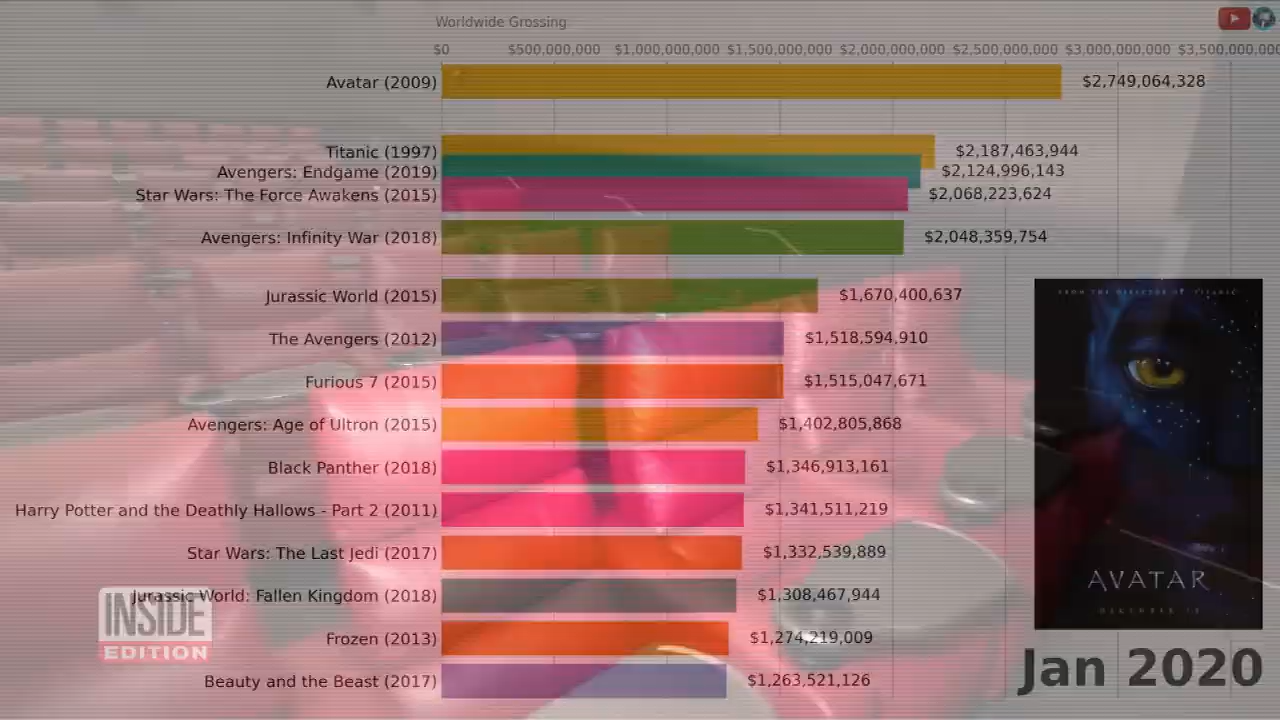 Worldwide Grossing
$0 $500,000,000 $1,000,000,000 $1,500,000,000 $2,000,000,000 $2,500,000,000 $3,000,000,000 $3,500,000,000
Avatar (2009) $2,749,064,328
Titanic (1997) $2,187,463,944
Avengers: Endgame (2019) $2,124,996,143
Star Wars: The Force Awakens (2015) $2,068,223,624
Avengers: Infinity War (2018) $2,048,359,754
Jurassic World (2015) $1,670,400,637
FROM THE DIRECTOR OF TITANIC
The Avengers (2012) $1,518,594,910
Furious 7 (2015) $1,515,047,671
Avengers: Age of Ultron (2015) $1,402,805,868
Black Panther (2018) $1,346,913,161
Harry Potter and the Deathly Hallows - Part 2 (2011) $1,341,511,219
Star Wars: The Last Jedi (2017) $1,332,539,889
AVATAR
Jurassic World: Fallen Kingdom (2018) $1,308,467,944
DECEMBER 18
INSIDE
EDITION
Frozen (2013) $1,274,219,009
Beauty and the Beast (2017) $1,263,521,126
Jan 2020